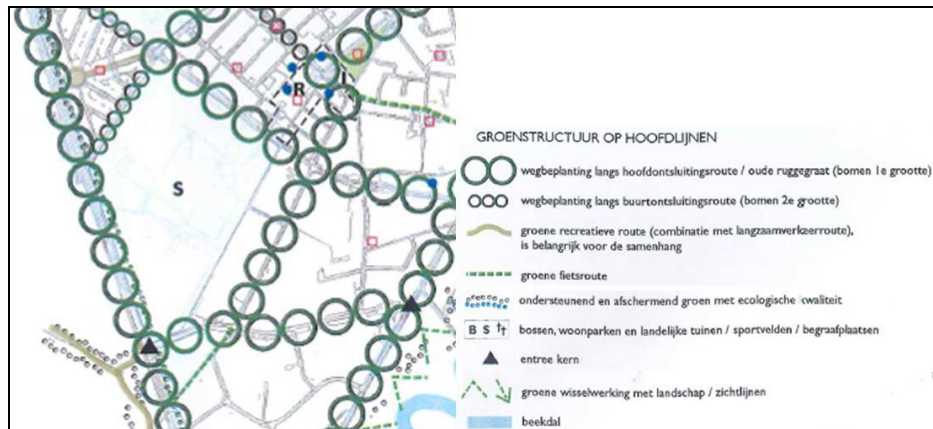 R
S
GROENSTRUCTUUR OP HOOFDLIJNEN
wegbeplanting langs hoofdontsluitingsroute / oude ruggegraat (bomen 1e grootte)
wegbeplanting langs buurtontsluitingsroute (bomen 2e grootte)
groene recreatieve route (combinatie met langzaamverkeerroute),
is belangrijk voor de samenhang
groene fietsroute
ondersteunend en afschermend groen met ecologische kwaliteit
B S †† bossen, woonparken en landelijke tuinen / sportvelden / begraafplaatsen
entree kern
groene wisselwerking met landschap / zichtlijnen
beekdal